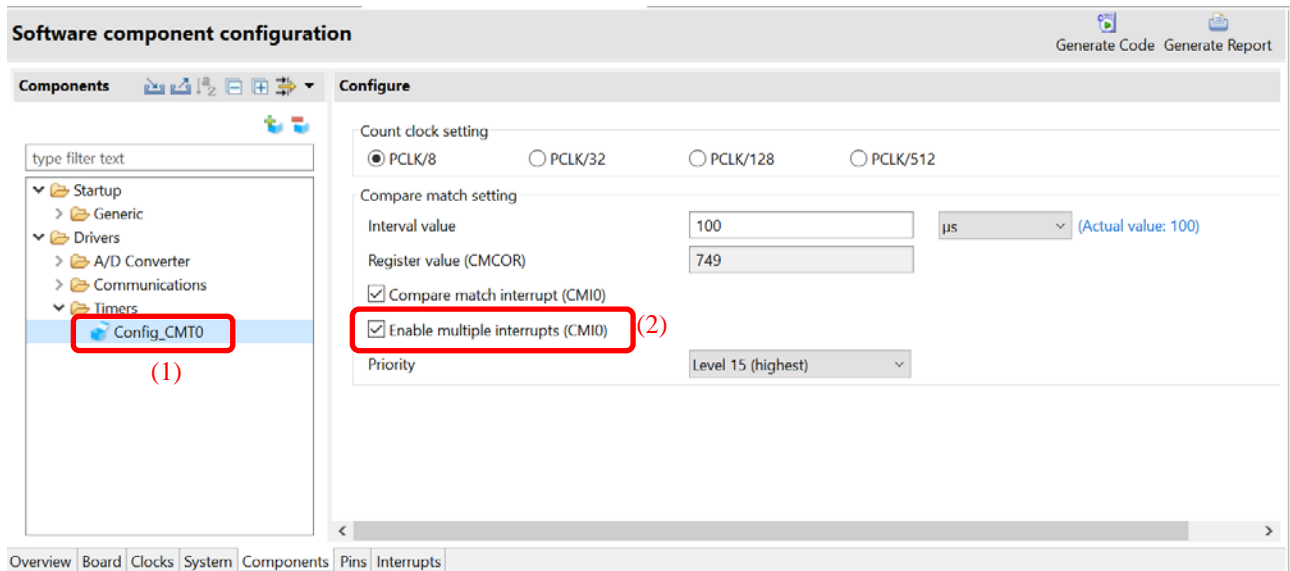 Software component configuration
Generate Code Generate Report
Components
Configure
type filter text
Startup
Generic
Drivers
A/D Converter
Communications
Timers
Config_CMT0
(1)
Count clock setting
PCLK/8 PCLK/32 PCLK/128 PCLK/512
Compare match setting
Interval value 100 µs (Actual value: 100)
Register value (CMCOR) 749
Compare match interrupt (CMI0)
Enable multiple interrupts (CMI0) (2)
Priority Level 15 (highest)
Overview Board Clocks System Components Pins Interrupts